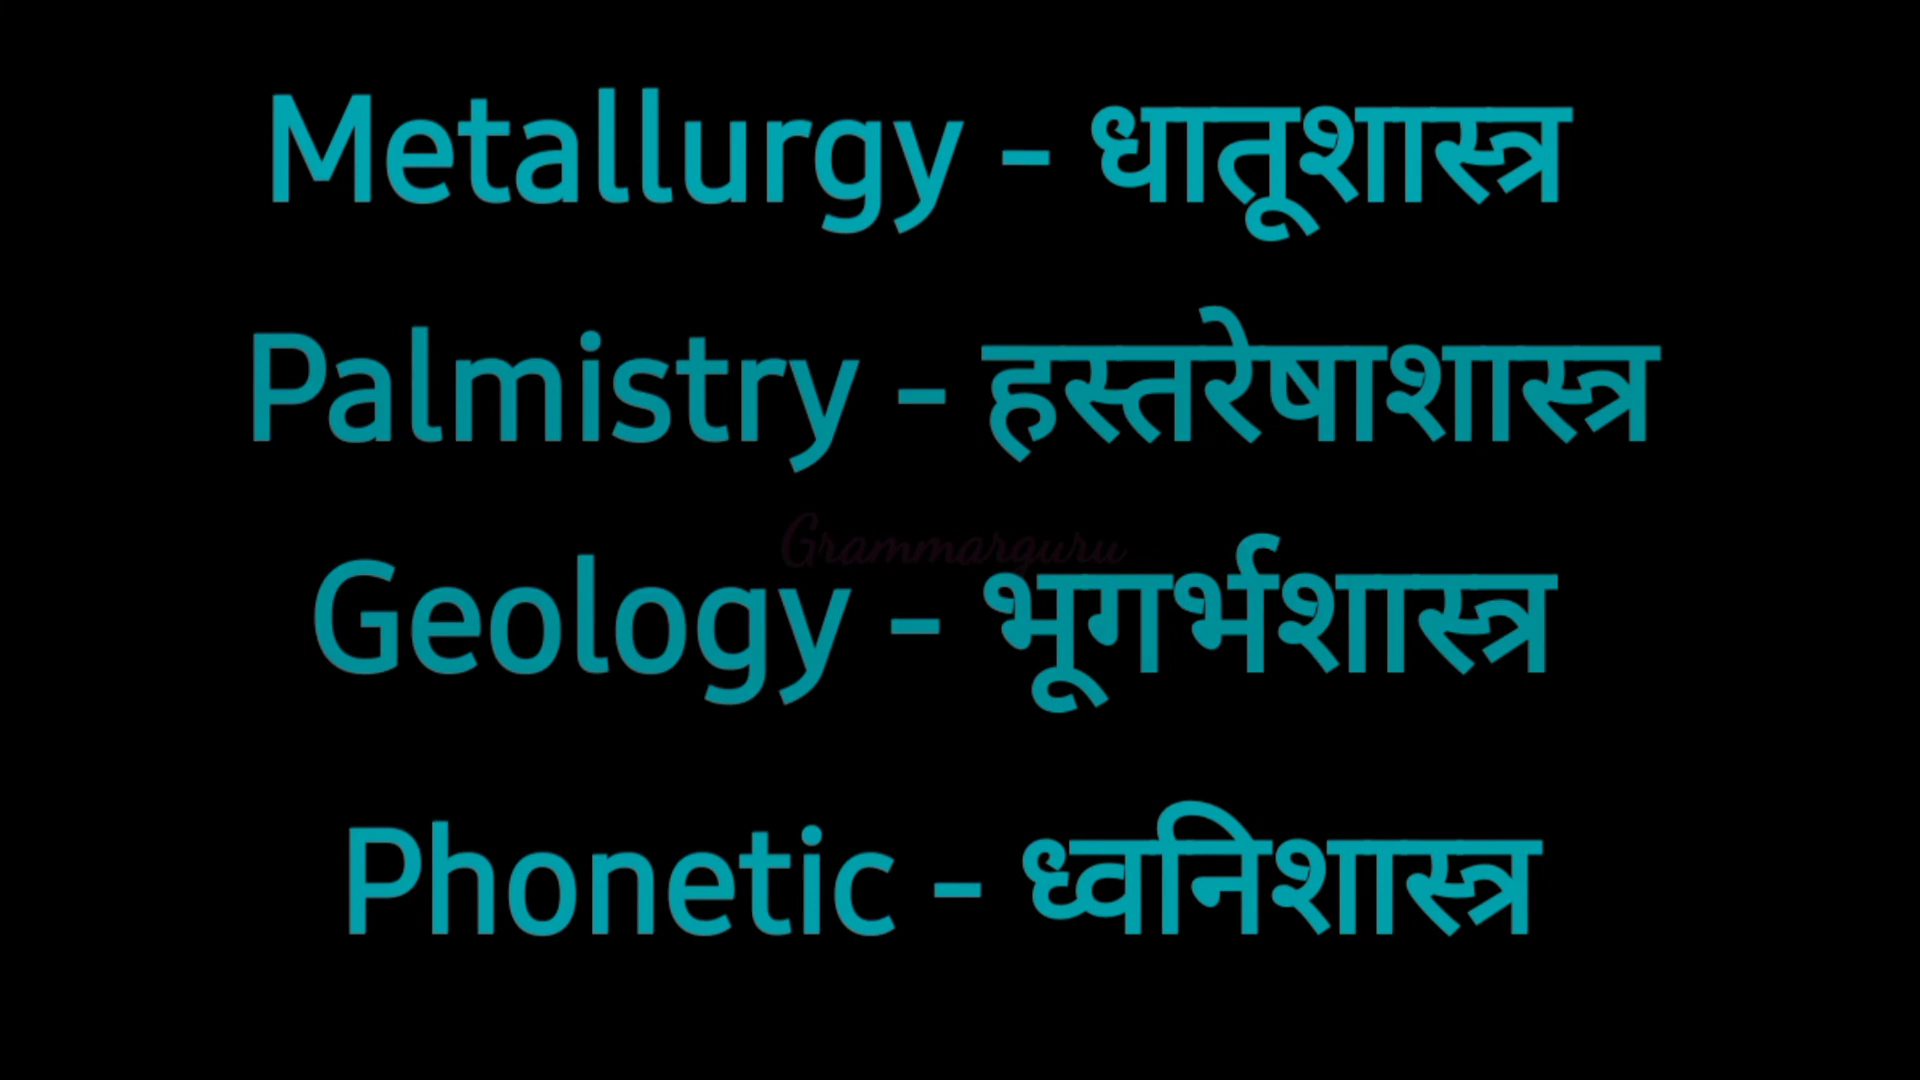 Metallurgy - धातूशास्त्र
Palmistry - हस्तरेषाशास्त्र
Grammarguru
Geology - भूगर्भशास्त्र
Phonetic - ध्वनिशास्त्र